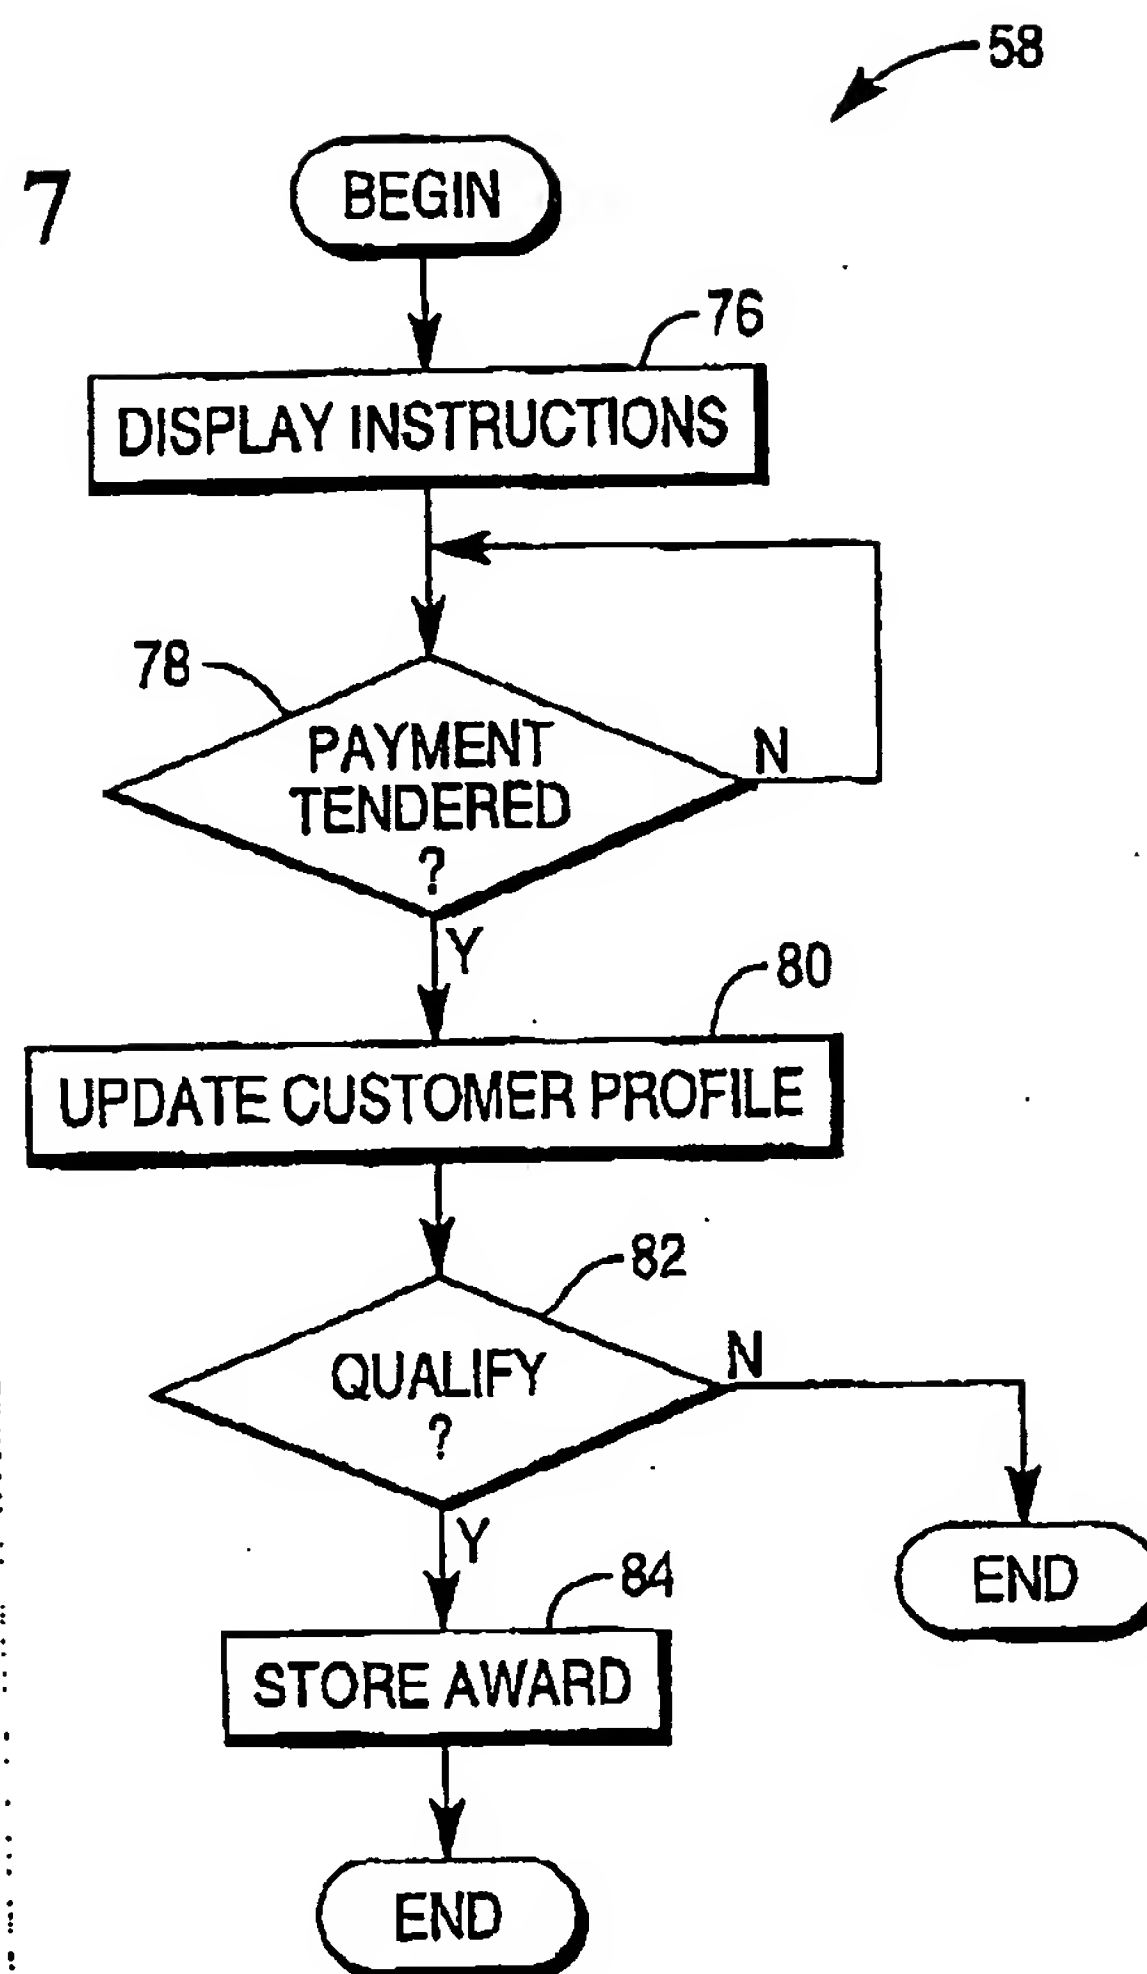 58
7
BEGIN
76
DISPLAY INSTRUCTIONS
78
PAYMENT
TENDERED
?
N
Y
80
UPDATE CUSTOMER PROFILE
82
QUALIFY
?
N
Y
84
STORE AWARD
END
END